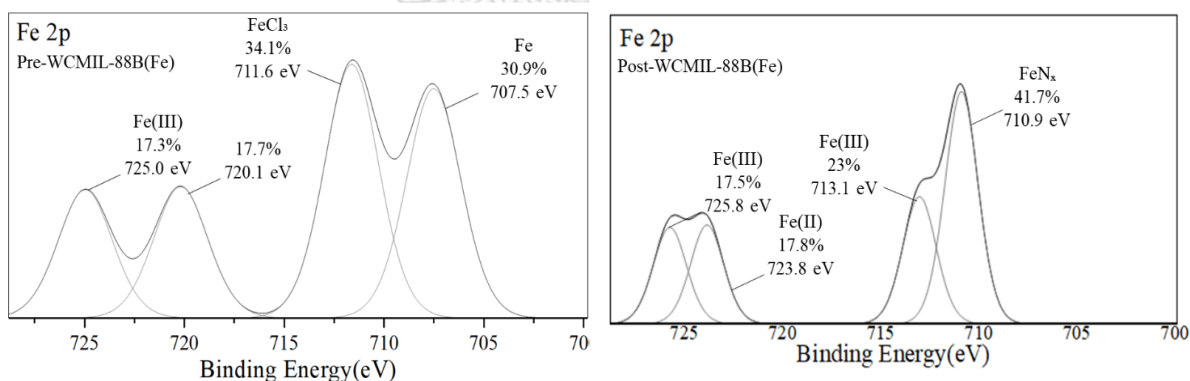 Fe 2p
Pre-WCMIL-88B(Fe)
FeCl₃
34.1%
711.6 eV
Fe
30.9%
707.5 eV
Fe(III)
17.3%
725.0 eV
17.7%
720.1 eV
725 720 715 710 705 70
Binding Energy(eV)
Fe 2p
Post-WCMIL-88B(Fe)
FeNₓ
41.7%
710.9 eV
Fe(III)
23%
713.1 eV
Fe(III)
17.5%
725.8 eV
Fe(II)
17.8%
723.8 eV
725 720 715 710 705 700
Binding Energy(eV)